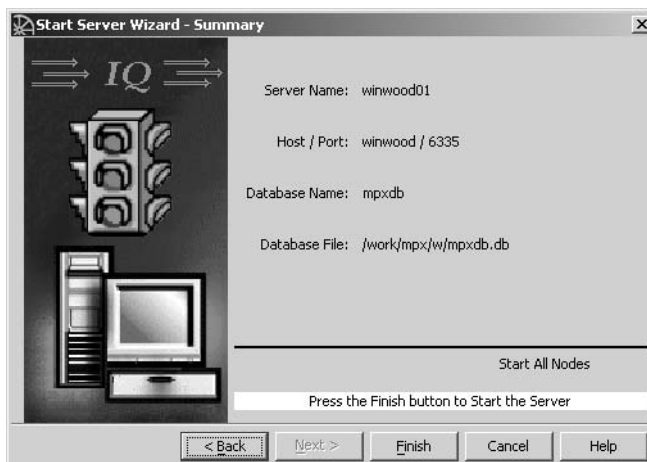 Start Server Wizard - Summary
IQ
Server Name: winwood01
Host / Port: winwood / 6335
Database Name: mpxdb
Database File: /work/mpx/w/mpxdb.db
Start All Nodes
Press the Finish button to Start the Server
< Back Next > Finish Cancel Help